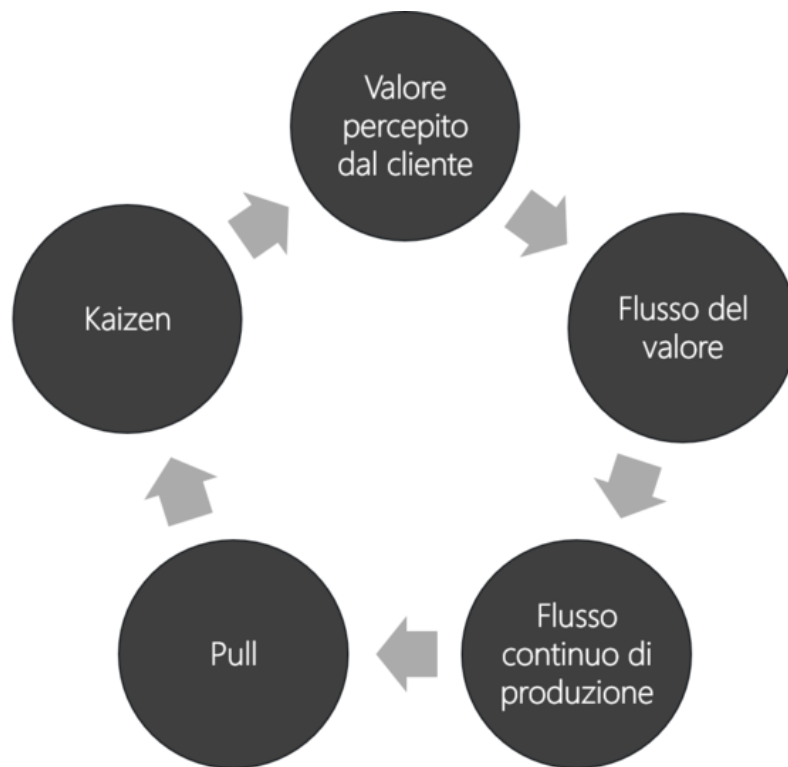 Valore
percepito
dal cliente
Flusso del
valore
Flusso
continuo di
produzione
Pull
Kaizen